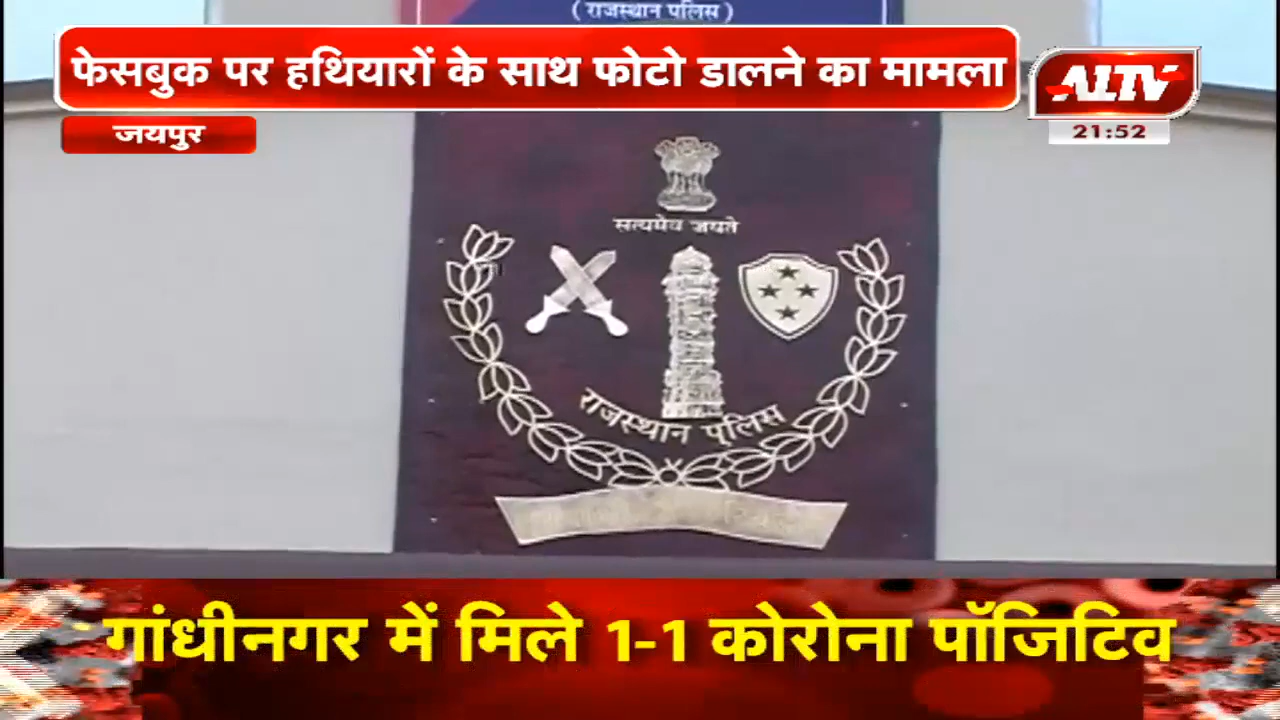 (राजस्थान पुलिस)
फेसबुक पर हथियारों के साथ फोटो डालने का मामला
ALTV
21:52
जयपुर
सत्यमेव जयते
राजस्थान पुलिस
गांधीनगर में मिले 1-1 कोरोना पॉजिटिव